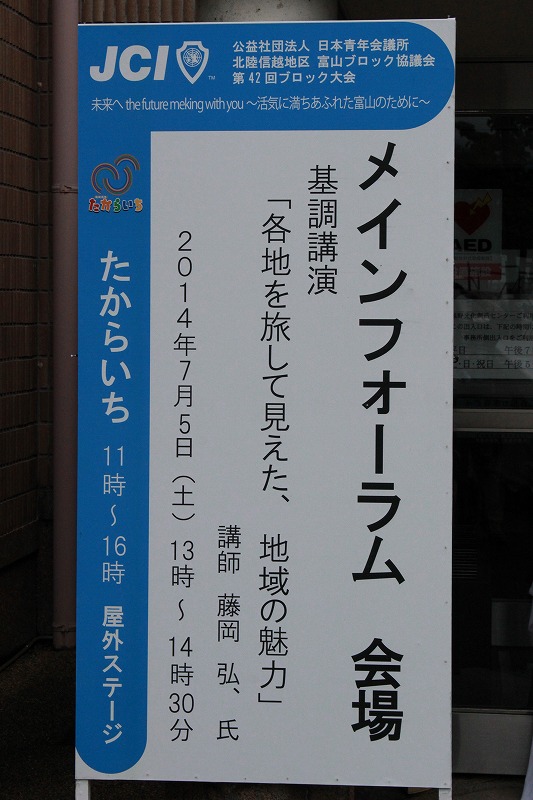 JCI
TM
公益社団法人 日本青年会議所
北陸信越地区 富山ブロック協議会
第42回ブロック大会
未来へ the future meking with you ～活気に満ちあふれた富山のために～
メインフォーラム 会場
基調講演
「各地を旅して見えた、 地域の魅力」
講師 藤岡 弘、氏
2014年7月5日(土) 13時～14時30分
たからいち
たからいち 11時～16時 屋外ステージ
AED